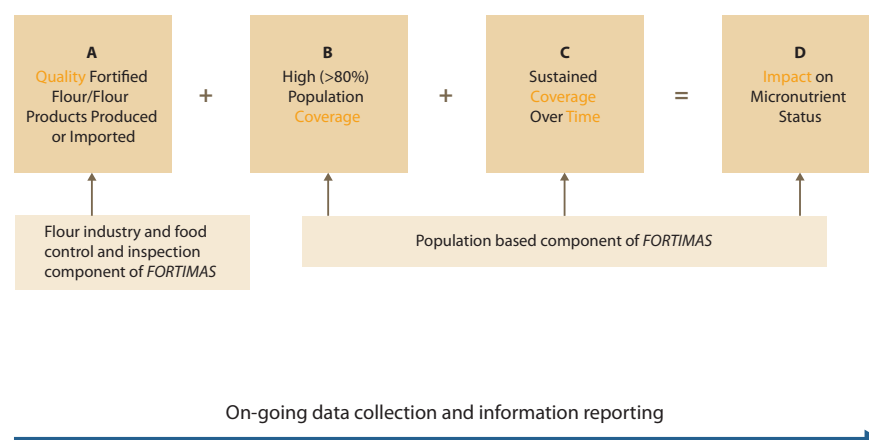 A
Quality Fortified
Flour/Flour
Products Produced
or Imported
+
B
High (>80%)
Population
Coverage
+
C
Sustained
Coverage
Over Time
=
D
Impact on
Micronutrient
Status
Flour industry and food
control and inspection
component of FORTIMAS
Population based component of FORTIMAS
On-going data collection and information reporting